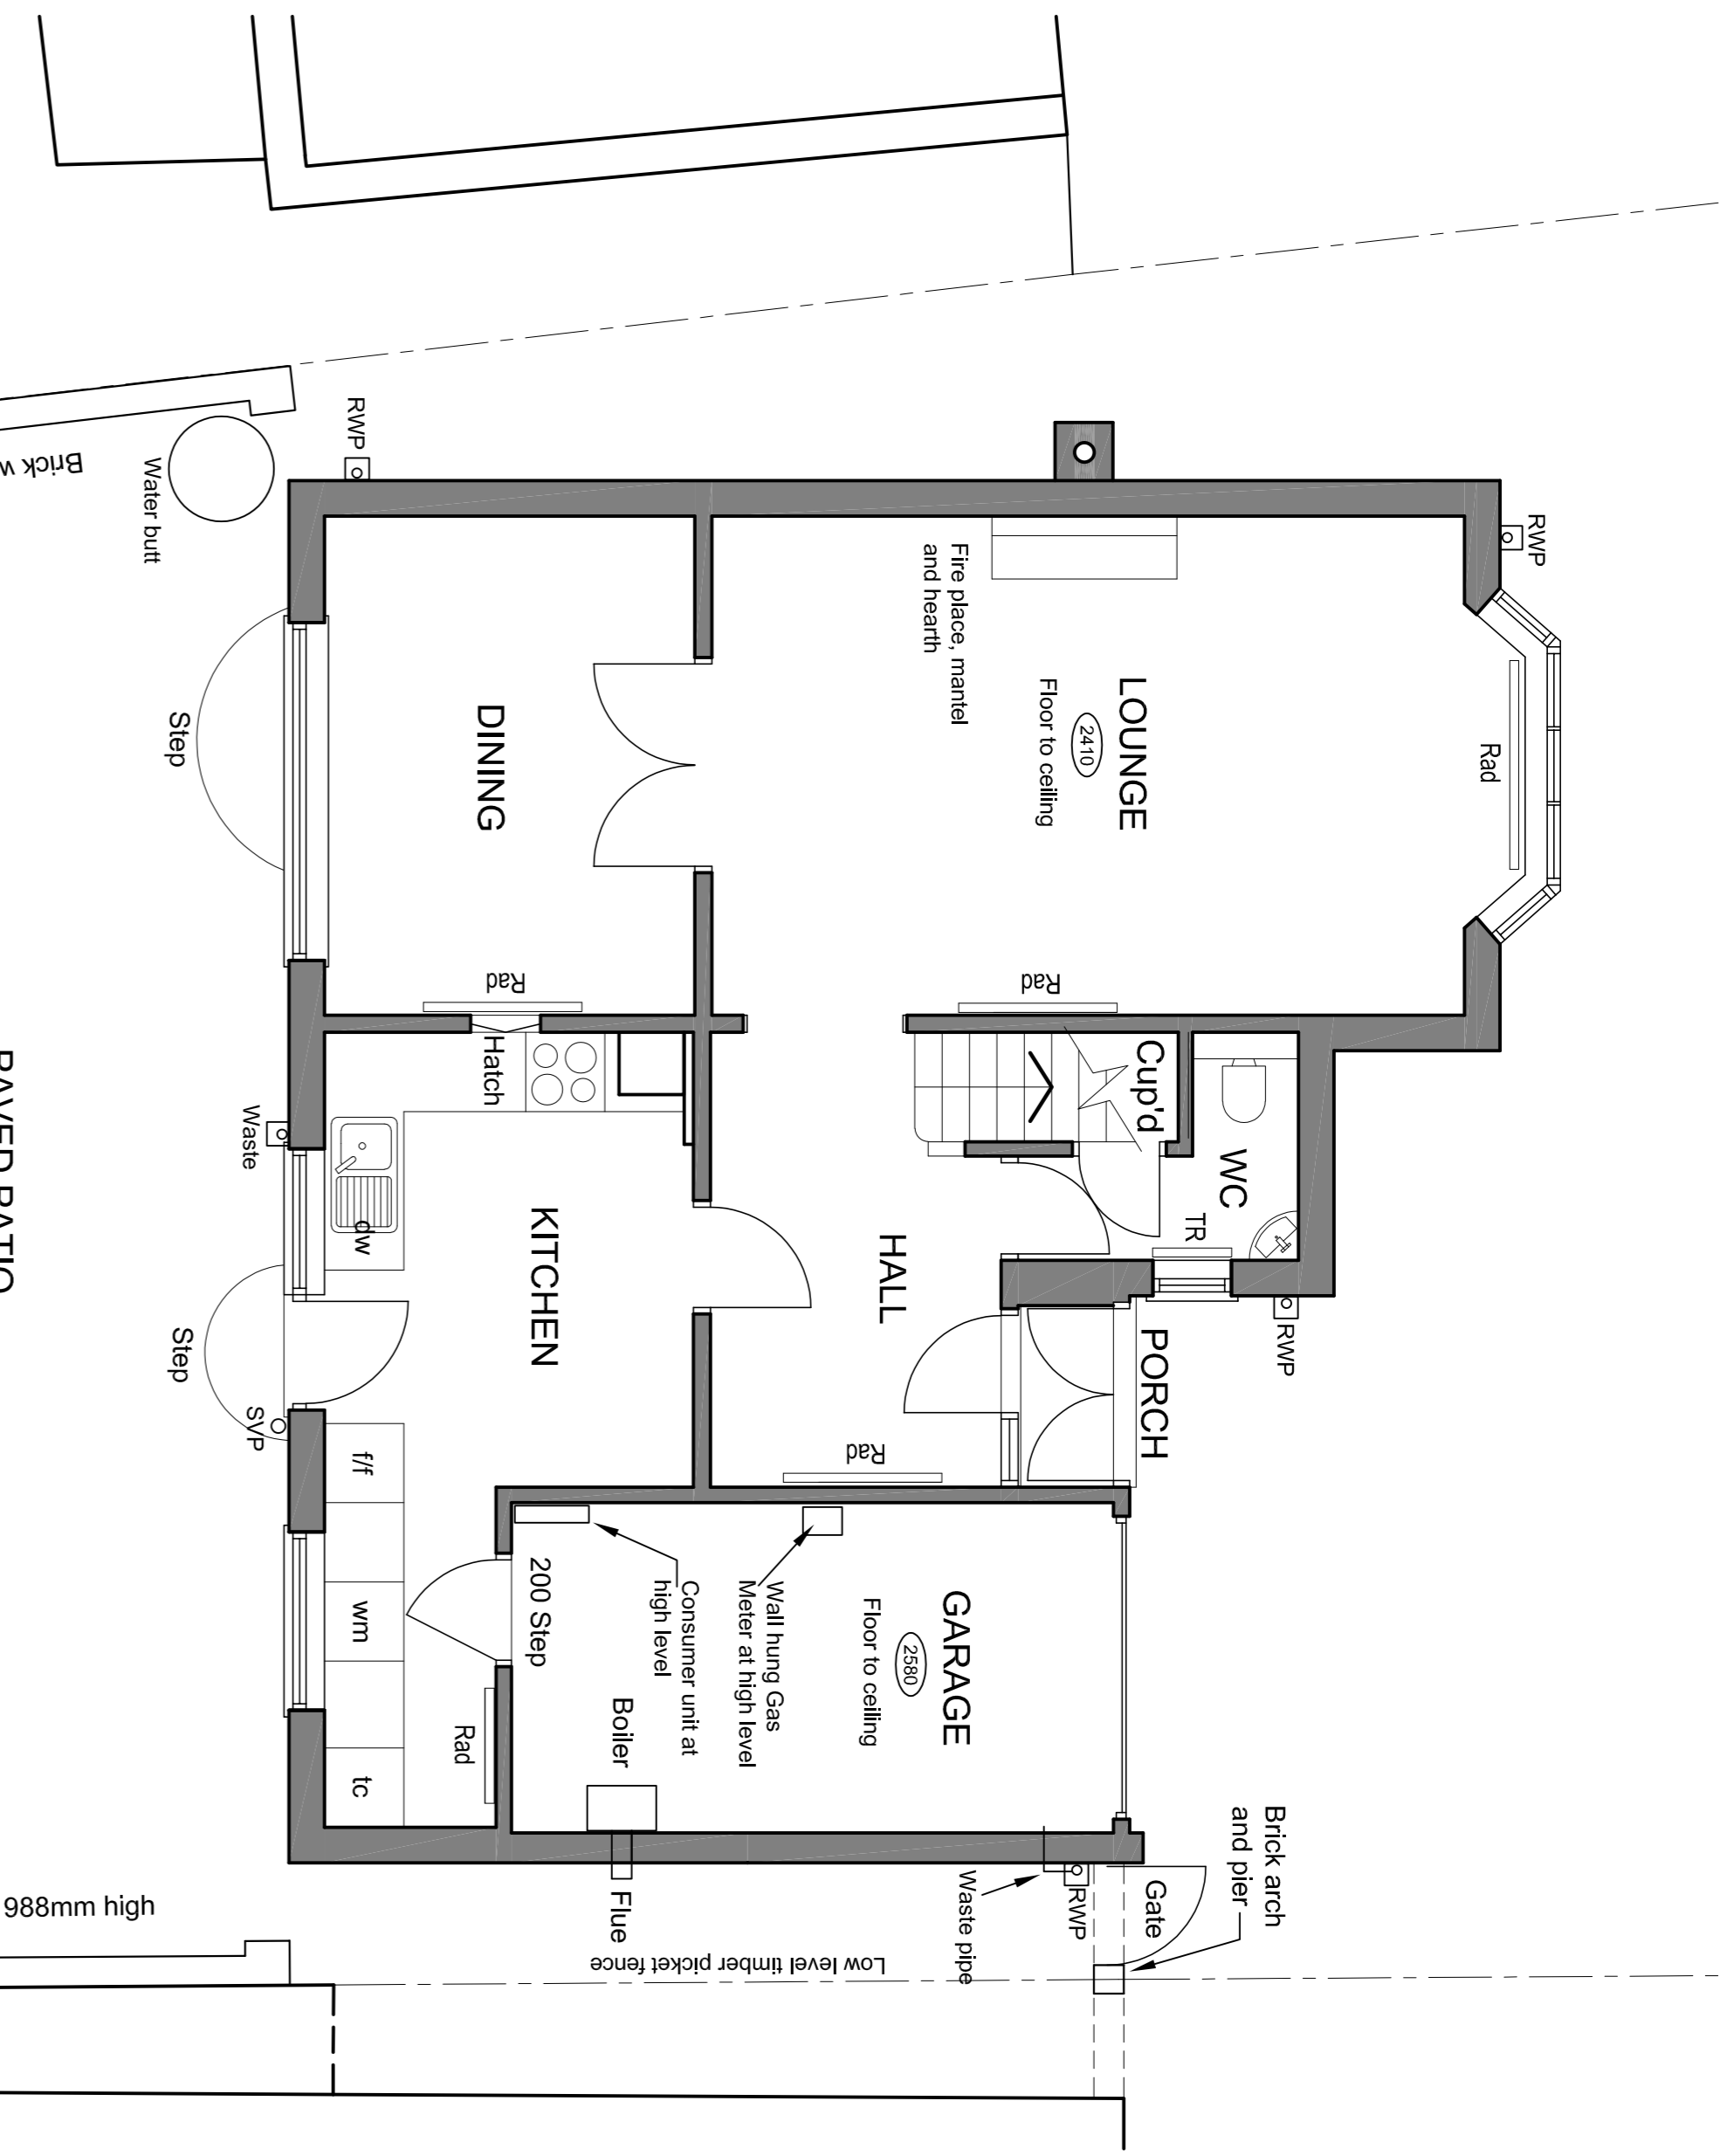 RWP
Water butt
Brick w
RWP
Fire place, mantel
and hearth
LOUNGE
2410
Floor to ceiling
Rad
DINING
Step
Rad
Rad
Hatch
Cup'd
WC
TR
RWP
PORCH
HALL
Rad
KITCHEN
dw
Waste
Step
SVP
f/f
wm
tc
Rad
200 Step
Consumer unit at
high level
Wall hung Gas
Meter at high level
GARAGE
2580
Floor to ceiling
Boiler
Flue
Waste pipe
RWP
Gate
Brick arch
and pier
Low level timber picket fence
988mm high
PAVED PATIO